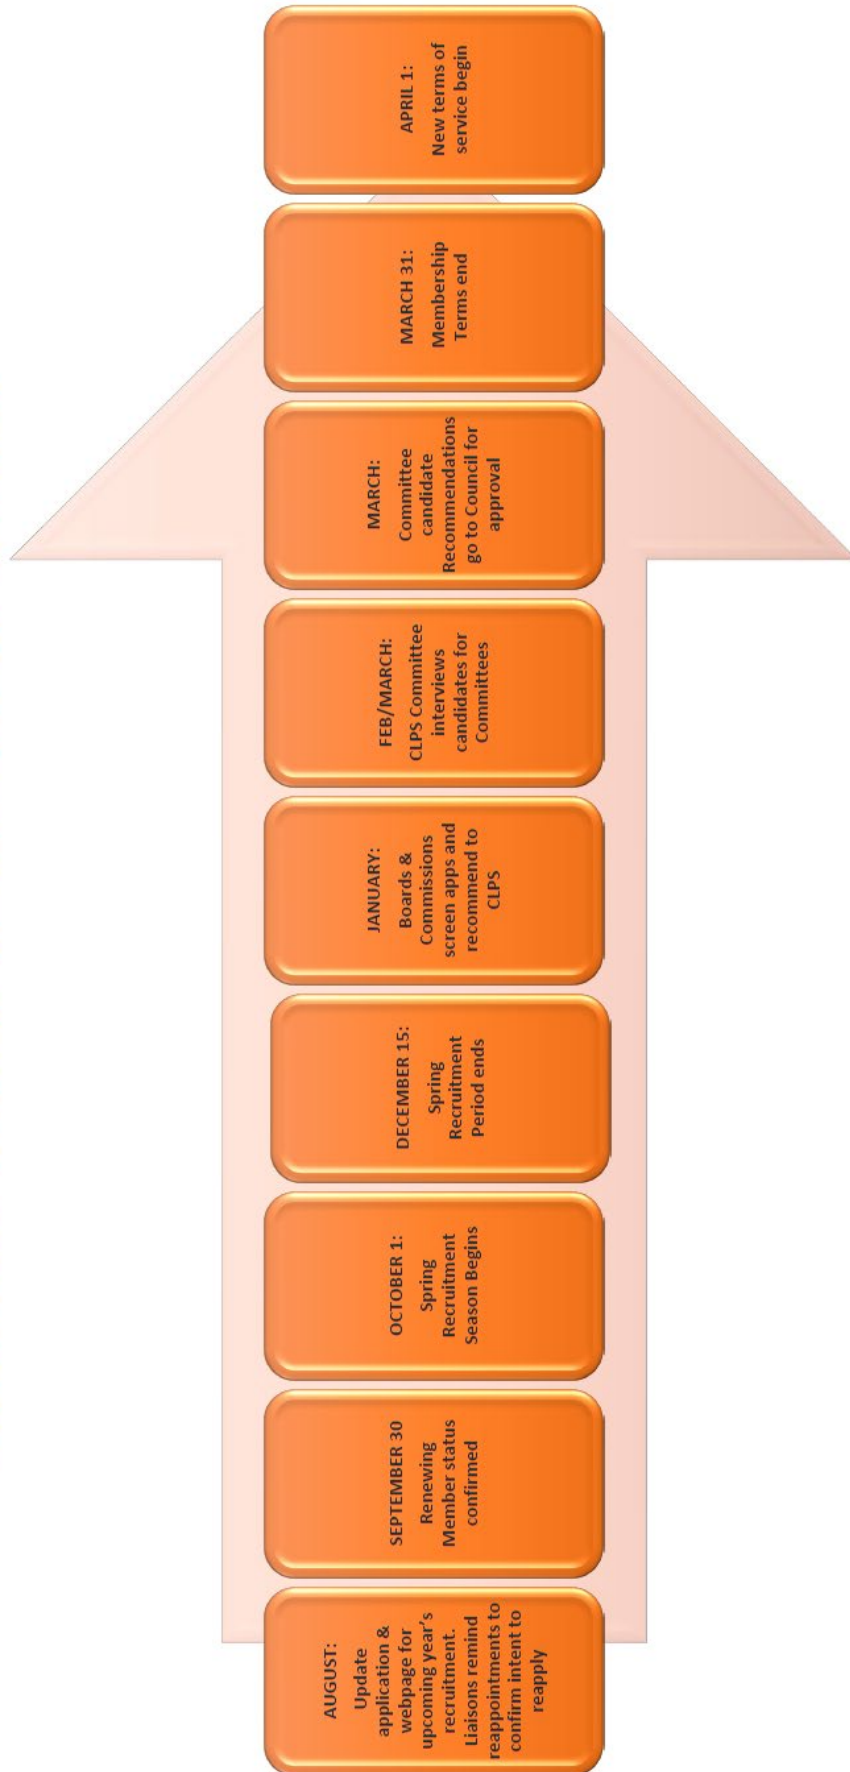 AUGUST:
Update
application &
webpage for
upcoming year's
recruitment.
Liaisons remind
reappointments to
confirm intent to
reapply
SEPTEMBER 30
Renewing
Member status
confirmed
OCTOBER 1:
Spring
Recruitment
Season Begins
DECEMBER 15:
Spring
Recruitment
Period ends
JANUARY:
Boards &
Commissions
screen apps and
recommend to
CLPS
FEB/MARCH:
CLPS Committee
interviews
candidates for
Committees
MARCH:
Committee
candidate
Recommendations
go to Council for
approval
MARCH 31:
Membership
Terms end
APRIL 1:
New terms of
service begin